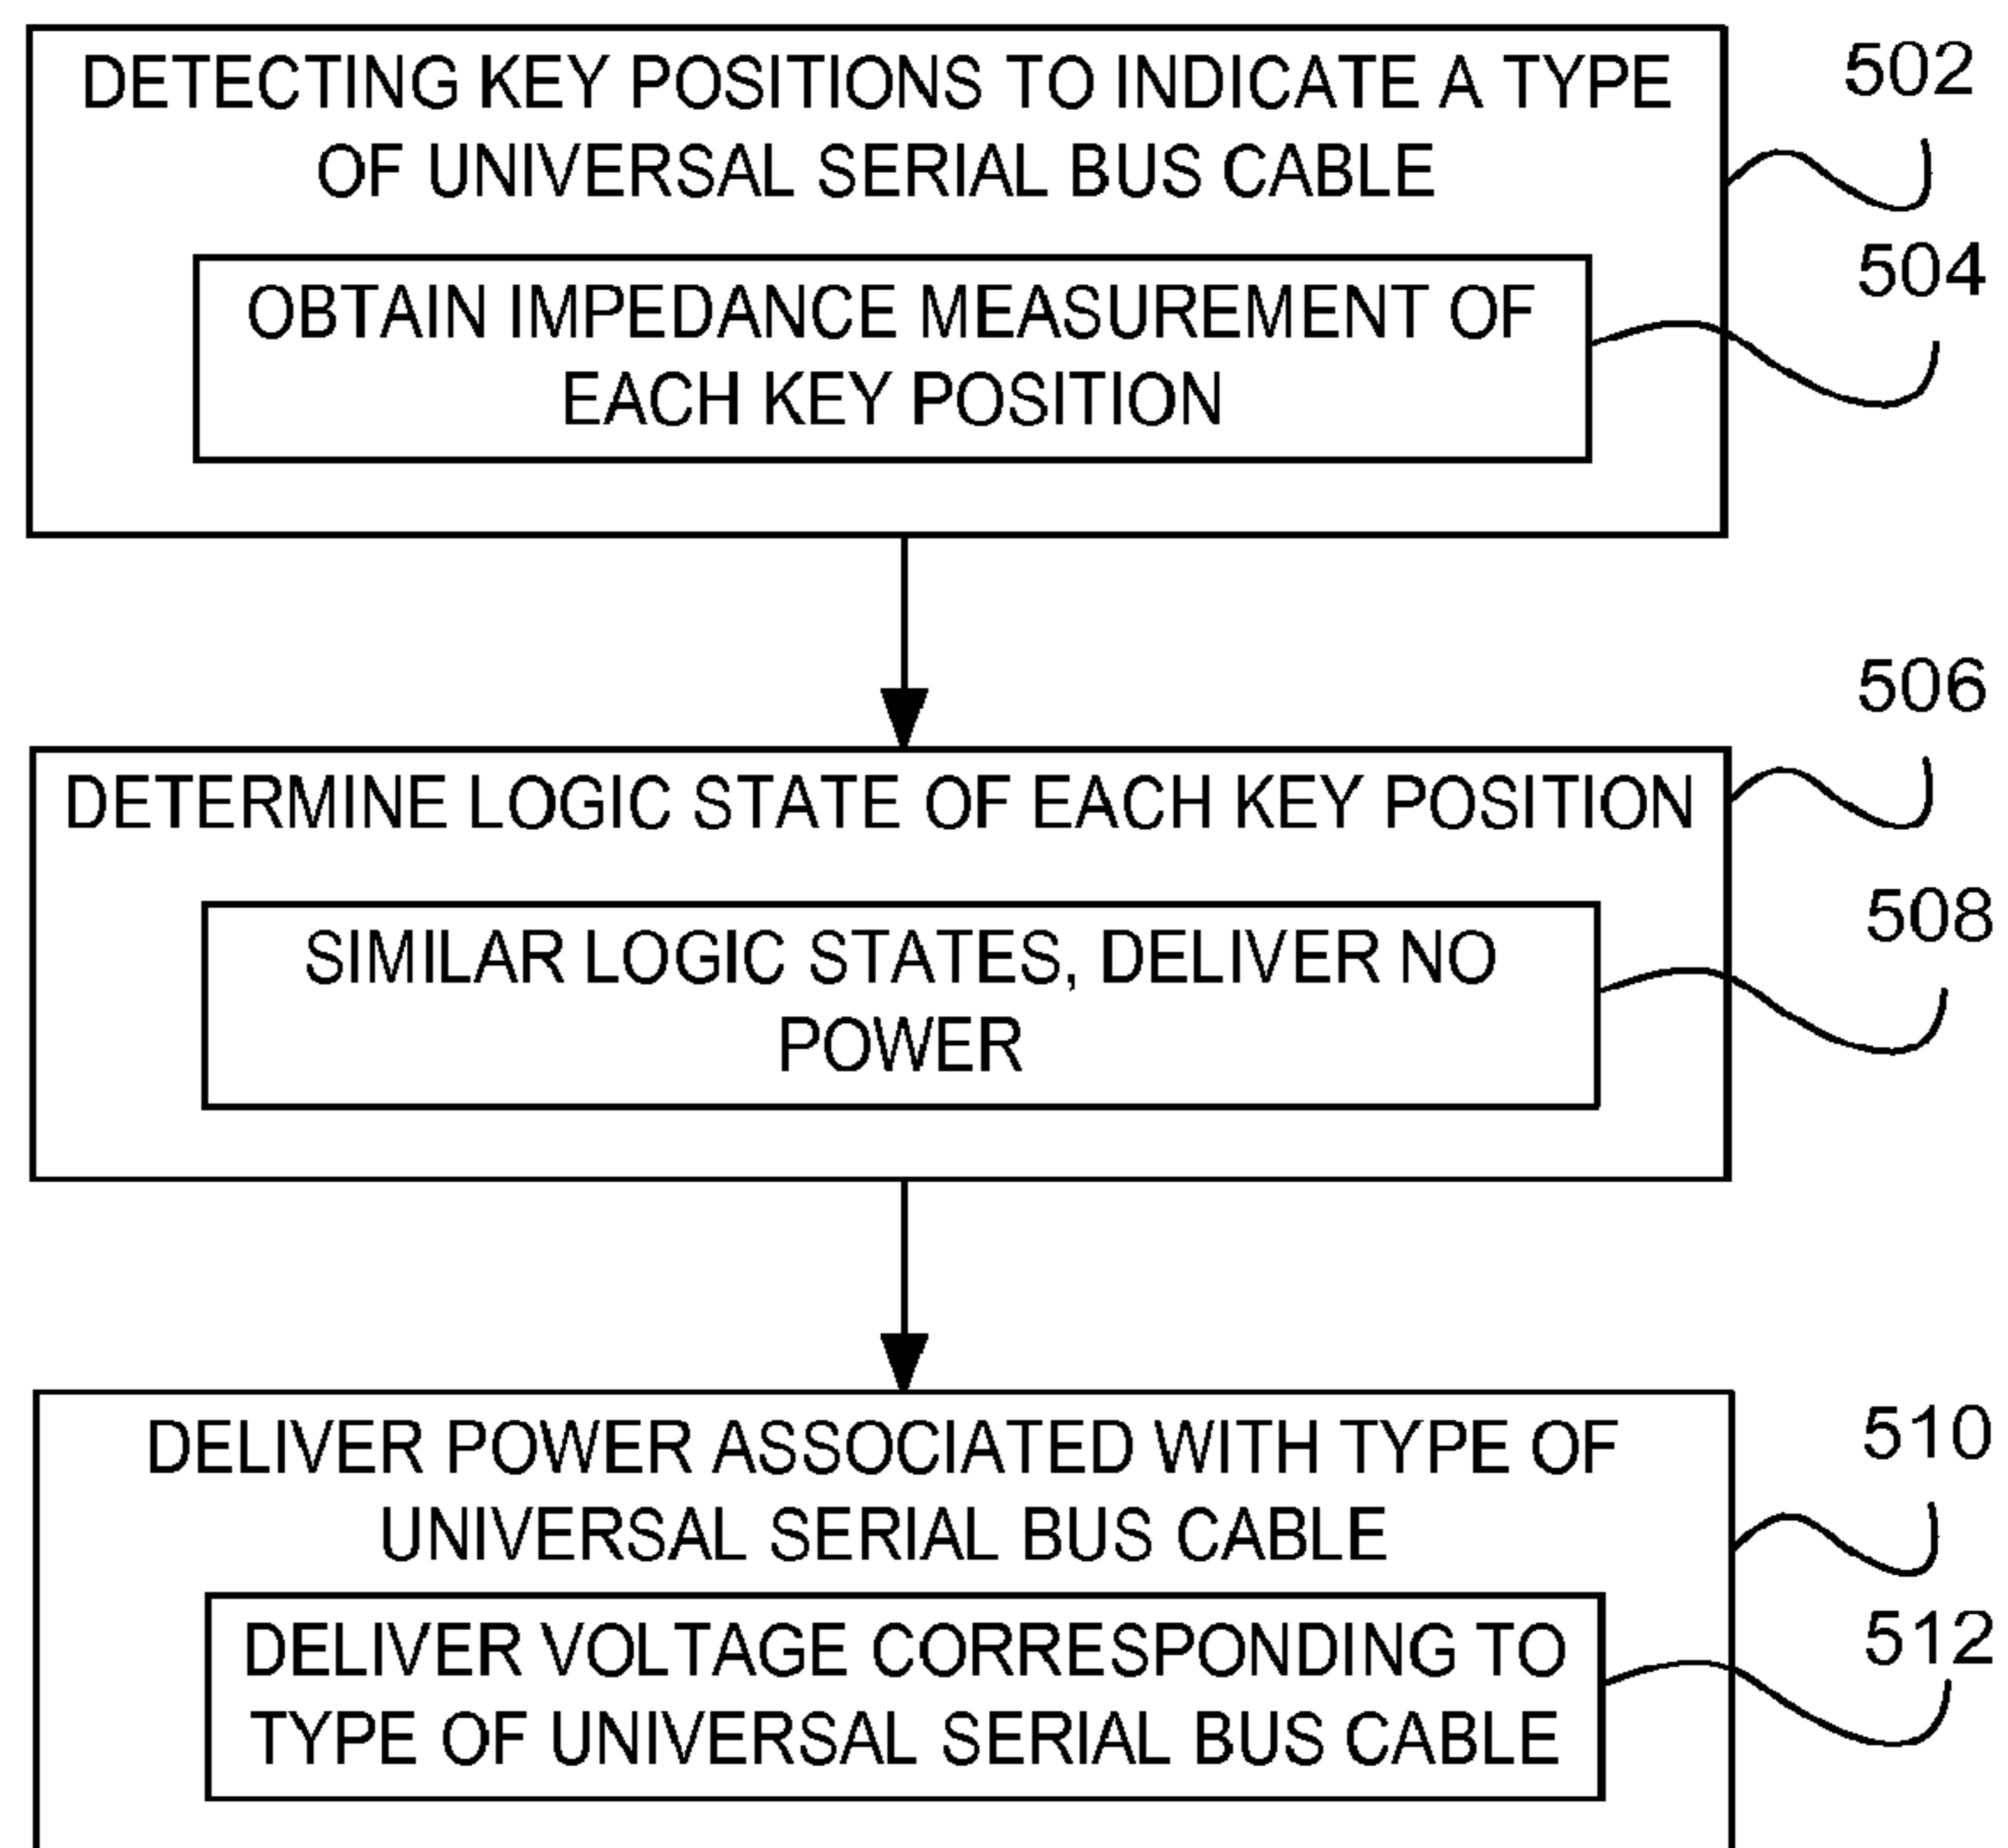 DETECTING KEY POSITIONS TO INDICATE A TYPE
OF UNIVERSAL SERIAL BUS CABLE
502
OBTAIN IMPEDANCE MEASUREMENT OF
EACH KEY POSITION
504
DETERMINE LOGIC STATE OF EACH KEY POSITION
506
SIMILAR LOGIC STATES, DELIVER NO
POWER
508
DELIVER POWER ASSOCIATED WITH TYPE OF
UNIVERSAL SERIAL BUS CABLE
510
DELIVER VOLTAGE CORRESPONDING TO
TYPE OF UNIVERSAL SERIAL BUS CABLE
512